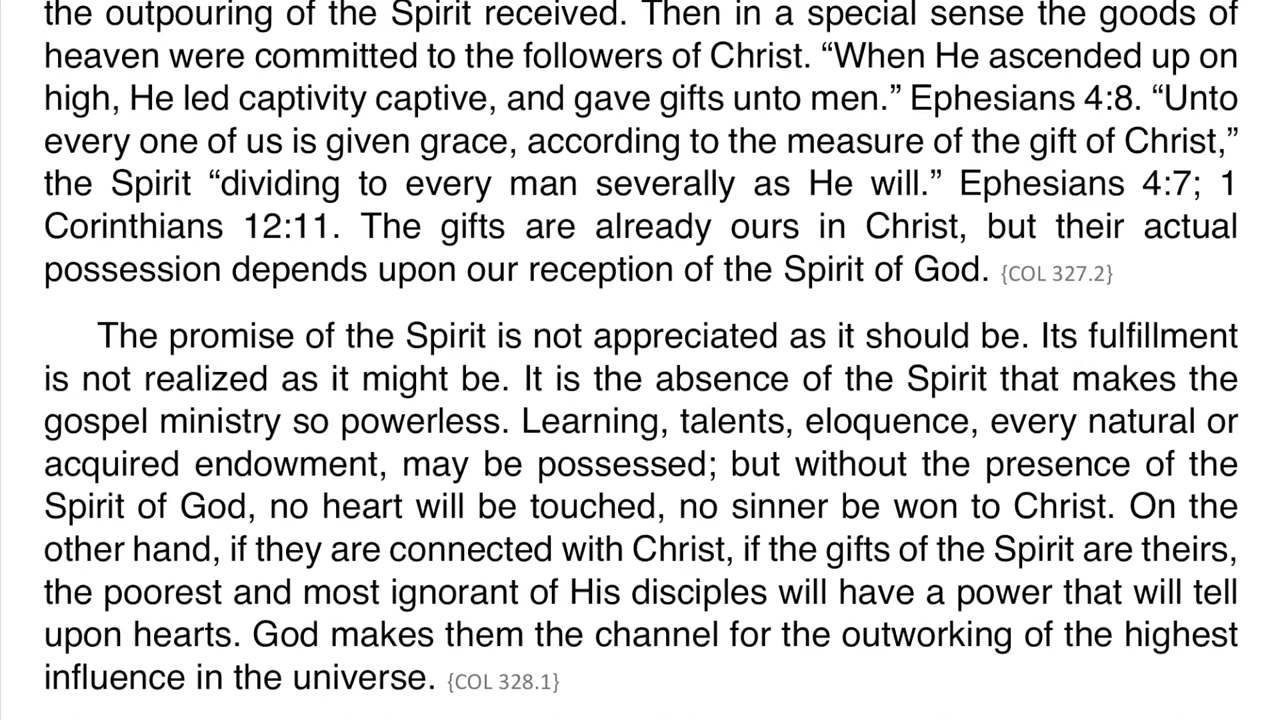 the outpouring of the Spirit received. Then in a special sense the goods of
heaven were committed to the followers of Christ. “When He ascended up on
high, He led captivity captive, and gave gifts unto men.” Ephesians 4:8. “Unto
every one of us is given grace, according to the measure of the gift of Christ,”
the Spirit “dividing to every man severally as He will.” Ephesians 4:7; 1
Corinthians 12:11. The gifts are already ours in Christ, but their actual
possession depends upon our reception of the Spirit of God. {COL 327.2}
The promise of the Spirit is not appreciated as it should be. Its fulfillment
is not realized as it might be. It is the absence of the Spirit that makes the
gospel ministry so powerless. Learning, talents, eloquence, every natural or
acquired endowment, may be possessed; but without the presence of the
Spirit of God, no heart will be touched, no sinner be won to Christ. On the
other hand, if they are connected with Christ, if the gifts of the Spirit are theirs,
the poorest and most ignorant of His disciples will have a power that will tell
upon hearts. God makes them the channel for the outworking of the highest
influence in the universe. {COL 328.1}